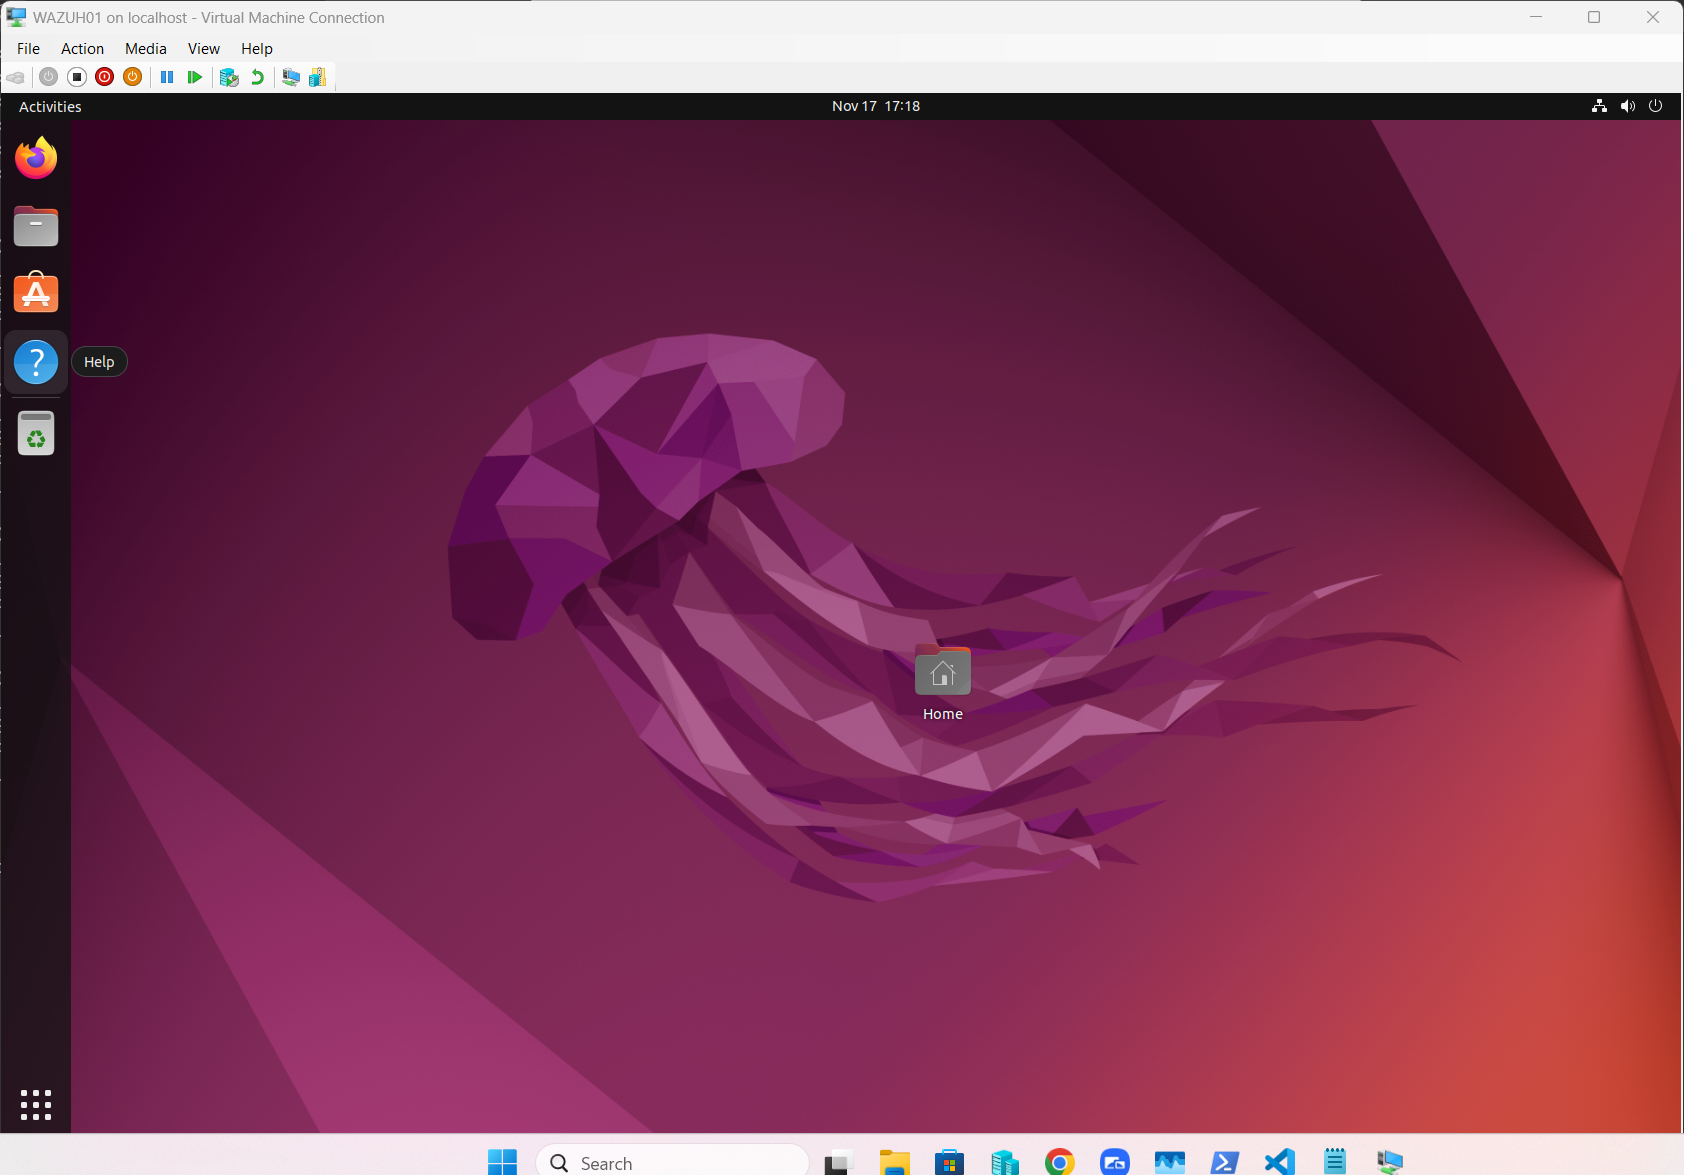 WAZUH01 on localhost - Virtual Machine Connection
File Action Media View Help
Activities Nov 17 17:18
Help
Home
Search